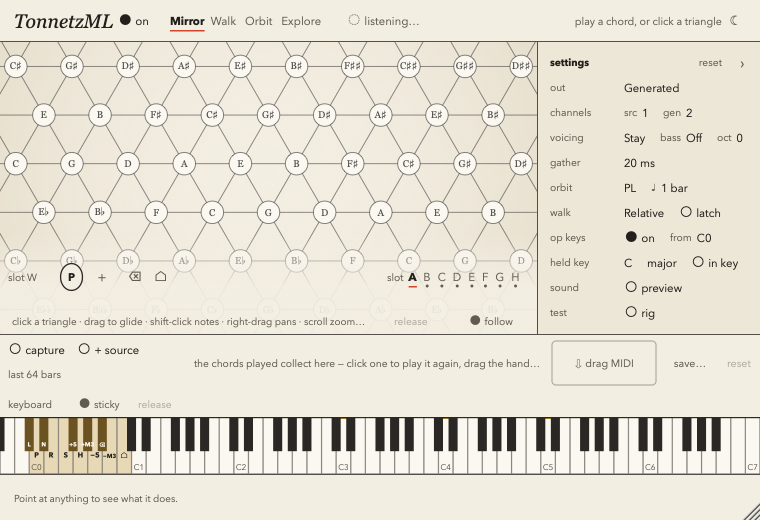 TonnetzML on Mirror Walk Orbit Explore listening... play a chord, or click a triangle
C♯ G♯ D♯ A♯ E♯ B♯ F♯♯ C♯♯ G♯♯ D♯♯
E B F♯ C♯ G♯ D♯ A♯ E♯ B♯
C G D A E B F♯ C♯ G♯ D♯
E♭ B♭ F C G D A E B
C♭ G♭ D♭ A♭ E♭ B♭ F C G D
slot W P + slot A B C D E F G H
click a triangle · drag to glide · shift-click notes · right-drag pans · scroll zoom... release follow
settings reset ›
out Generated
channels src 1 gen 2
voicing Stay bass Off oct 0
gather 20 ms
orbit PL ♩ 1 bar
walk Relative latch
op keys on from C0
held key C major in key
sound preview
test rig
capture + source
last 64 bars
the chords played collect here — click one to play it again, drag the hand...
⇩ drag MIDI save... reset
keyboard sticky release
L N +5 +M3
P R S H −5 −M3
C0 C1 C2 C3 C4 C5 C6 C7
Point at anything to see what it does.